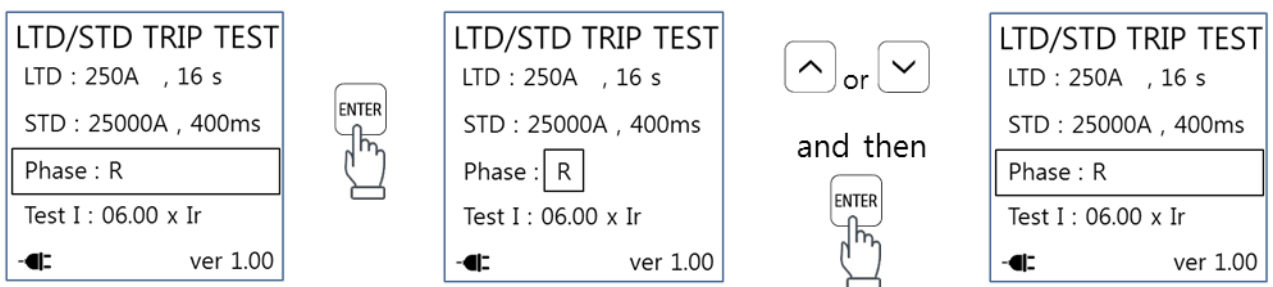 LTD/STD TRIP TEST
LTD : 250A , 16 s
STD : 25000A , 400ms
Phase : R
Test I : 06.00 x Ir
ver 1.00
ENTER
LTD/STD TRIP TEST
LTD : 250A , 16 s
STD : 25000A , 400ms
Phase : R
Test I : 06.00 x Ir
ver 1.00
or
and then
ENTER
LTD/STD TRIP TEST
LTD : 250A , 16 s
STD : 25000A , 400ms
Phase : R
Test I : 06.00 x Ir
ver 1.00